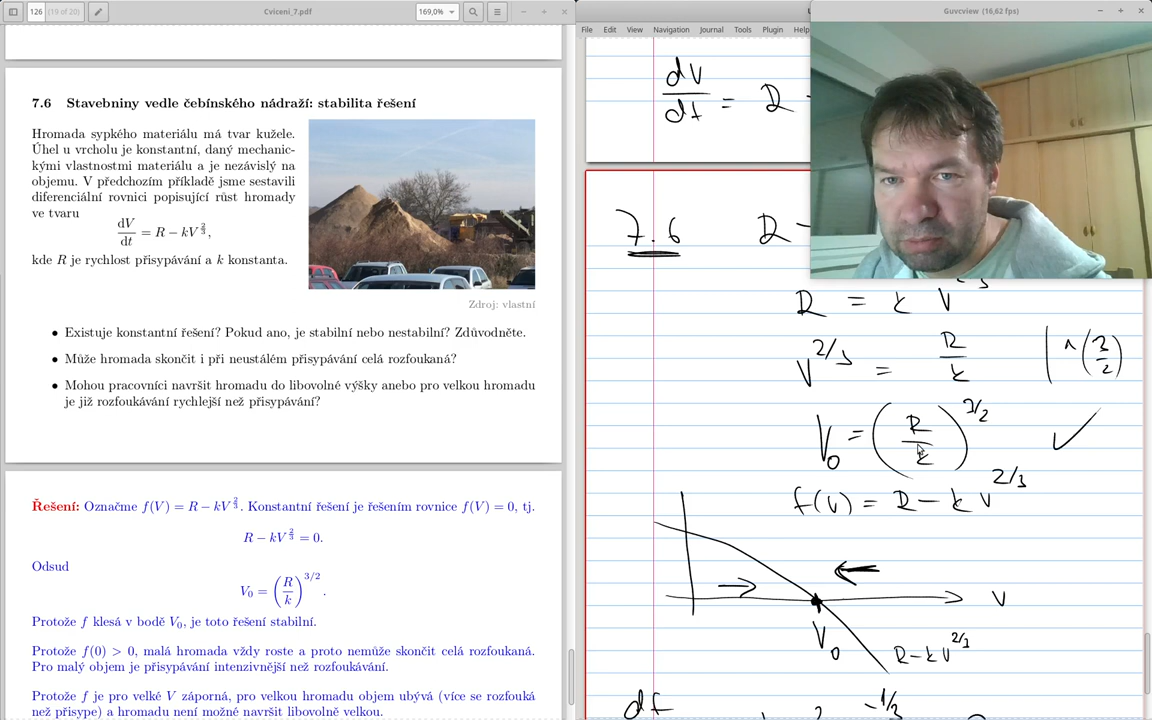 126 (19 of 20)
Cviceni_7.pdf
169,0%
Guvcview (16,62 fps)
File Edit View Navigation Journal Tools Plugin Help
7.6 Stavebniny vedle čebínského nádraží: stabilita řešení
Hromada sypkého materiálu má tvar kužele.
Úhel u vrcholu je konstantní, daný mechanic-
kými vlastnostmi materiálu a je nezávislý na
objemu. V předchozím příkladě jsme sestavili
diferenciální rovnici popisující růst hromady
ve tvaru
dV/dt = R − kV^{2/3},
kde R je rychlost přisypávání a k konstanta.
Zdroj: vlastní
• Existuje konstantní řešení? Pokud ano, je stabilní nebo nestabilní? Zdůvodněte.
• Může hromada skončit i při neustálém přisypávání celá rozfoukaná?
• Mohou pracovníci navršit hromadu do libovolné výšky anebo pro velkou hromadu
je již rozfoukávání rychlejší než přisypávání?
Řešení: Označme f(V) = R − kV^{2/3}. Konstantní řešení je řešením rovnice f(V) = 0, tj.
R − kV^{2/3} = 0.
Odsud
V₀ = (R/k)^{3/2}.
Protože f klesá v bodě V₀, je toto řešení stabilní.
Protože f(0) > 0, malá hromada vždy roste a proto nemůže skončit celá rozfoukaná.
Pro malý objem je přisypávání intenzivnější než rozfoukávání.
Protože f je pro velké V záporná, pro velkou hromadu objem ubývá (více se rozfouká
než přisype) a hromadu není možné navršit libovolně velkou.
dV/dt = R −
7.6 R −
R = k V
V^{2/3} = R/k | ^(3/2)
V₀ = (R/k)^{3/2} ✓
f(V) = R − k V^{2/3}
V
V₀
R − k V^{2/3}
df